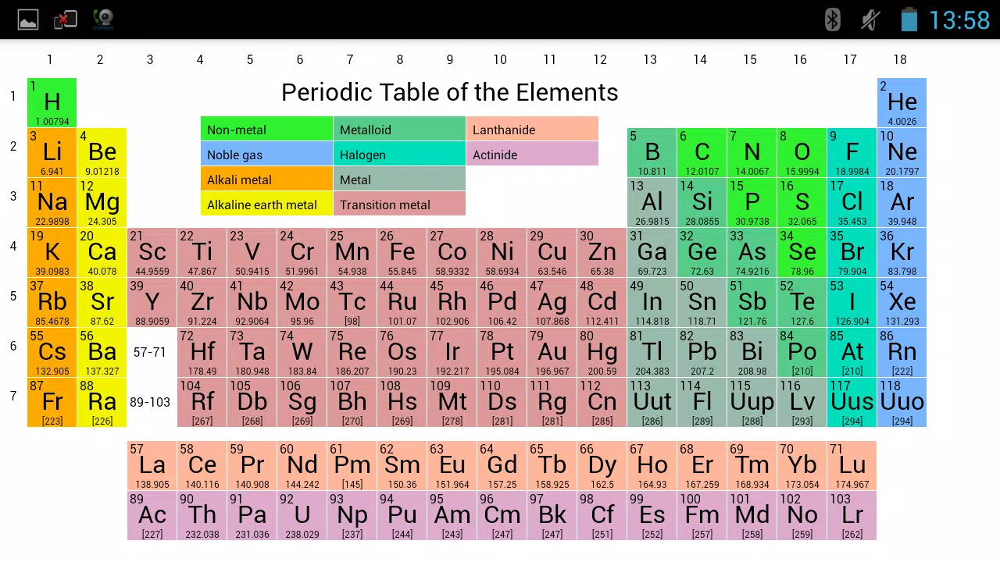 13:58
1 2 3 4 5 6 7 8 9 10 11 12 13 14 15 16 17 18
Periodic Table of the Elements
Non-metal Metalloid Lanthanide
Noble gas Halogen Actinide
Alkali metal Metal
Alkaline earth metal Transition metal
1 1 2
H He
1.00794 4.0026
2 3 4 5 6 7 8 9 10
Li Be B C N O F Ne
6.941 9.01218 10.811 12.0107 14.0067 15.9994 18.9984 20.1797
3 11 12 13 14 15 16 17 18
Na Mg Al Si P S Cl Ar
22.9898 24.305 26.9815 28.0855 30.9738 32.065 35.453 39.948
4 19 20 21 22 23 24 25 26 27 28 29 30 31 32 33 34 35 36
K Ca Sc Ti V Cr Mn Fe Co Ni Cu Zn Ga Ge As Se Br Kr
39.0983 40.078 44.9559 47.867 50.9415 51.9961 54.938 55.845 58.9332 58.6934 63.546 65.38 69.723 72.63 74.9216 78.96 79.904 83.798
5 37 38 39 40 41 42 43 44 45 46 47 48 49 50 51 52 53 54
Rb Sr Y Zr Nb Mo Tc Ru Rh Pd Ag Cd In Sn Sb Te I Xe
85.4678 87.62 88.9059 91.224 92.9064 95.96 [98] 101.07 102.906 106.42 107.868 112.411 114.818 118.71 121.76 127.6 126.904 131.293
6 55 56 72 73 74 75 76 77 78 79 80 81 82 83 84 85 86
Cs Ba 57-71 Hf Ta W Re Os Ir Pt Au Hg Tl Pb Bi Po At Rn
132.905 137.327 178.49 180.948 183.84 186.207 190.23 192.217 195.084 196.967 200.59 204.383 207.2 208.98 [210] [210] [222]
7 87 88 104 105 106 107 108 109 110 111 112 113 114 115 116 117 118
Fr Ra 89-103 Rf Db Sg Bh Hs Mt Ds Rg Cn Uut Fl Uup Lv Uus Uuo
[223] [226] [267] [268] [269] [270] [269] [278] [281] [281] [285] [286] [289] [288] [293] [294] [294]
57 58 59 60 61 62 63 64 65 66 67 68 69 70 71
La Ce Pr Nd Pm Sm Eu Gd Tb Dy Ho Er Tm Yb Lu
138.905 140.116 140.908 144.242 [145] 150.36 151.964 157.25 158.925 162.5 164.93 167.259 168.934 173.054 174.967
89 90 91 92 93 94 95 96 97 98 99 100 101 102 103
Ac Th Pa U Np Pu Am Cm Bk Cf Es Fm Md No Lr
[227] 232.038 231.036 238.029 [237] [244] [243] [247] [247] [251] [252] [257] [258] [259] [262]